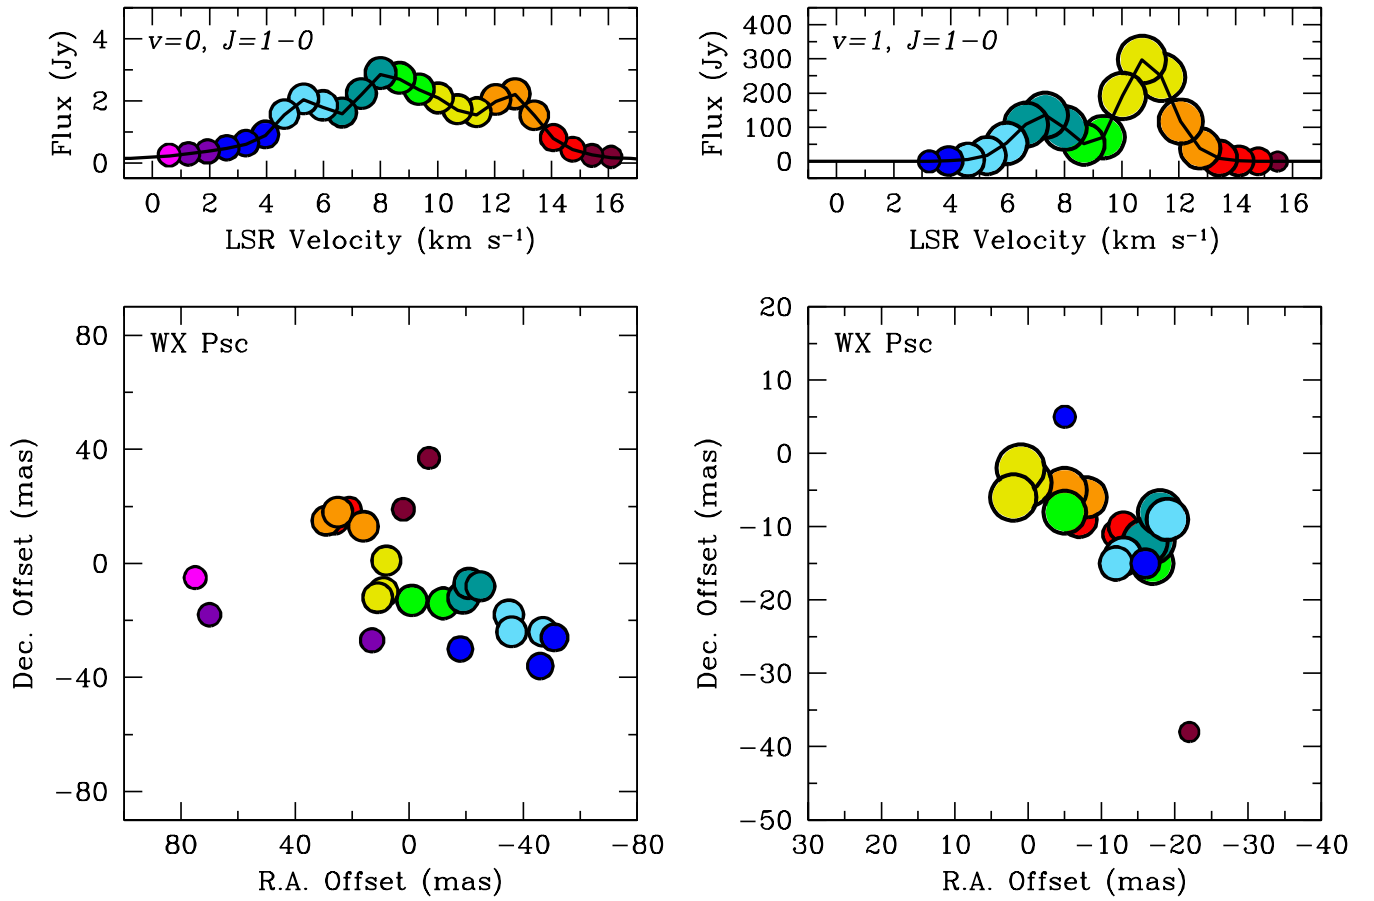 v=0, J=1−0
4
2
0
Flux (Jy)
0 2 4 6 8 10 12 14 16
LSR Velocity (km s⁻¹)
v=1, J=1−0
400
300
200
100
0
Flux (Jy)
0 2 4 6 8 10 12 14 16
LSR Velocity (km s⁻¹)
WX Psc
80
40
0
−40
−80
Dec. Offset (mas)
80 40 0 −40 −80
R.A. Offset (mas)
WX Psc
20
10
0
−10
−20
−30
−40
−50
Dec. Offset (mas)
30 20 10 0 −10 −20 −30 −40
R.A. Offset (mas)